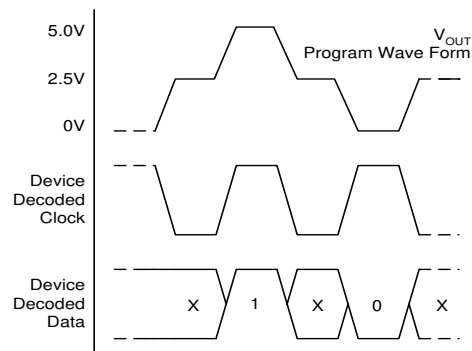 5.0V
V_OUT
Program Wave Form
2.5V
0V
Device
Decoded
Clock
Device
Decoded
Data
X 1 X 0 X